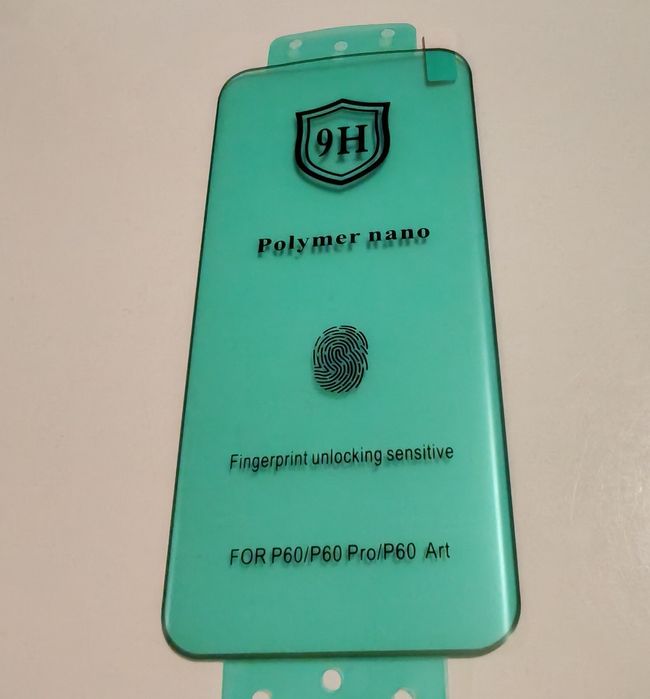 9H
Polymer nano
Fingerprint unlocking sensitive
FOR P60/P60 Pro/P60 Art